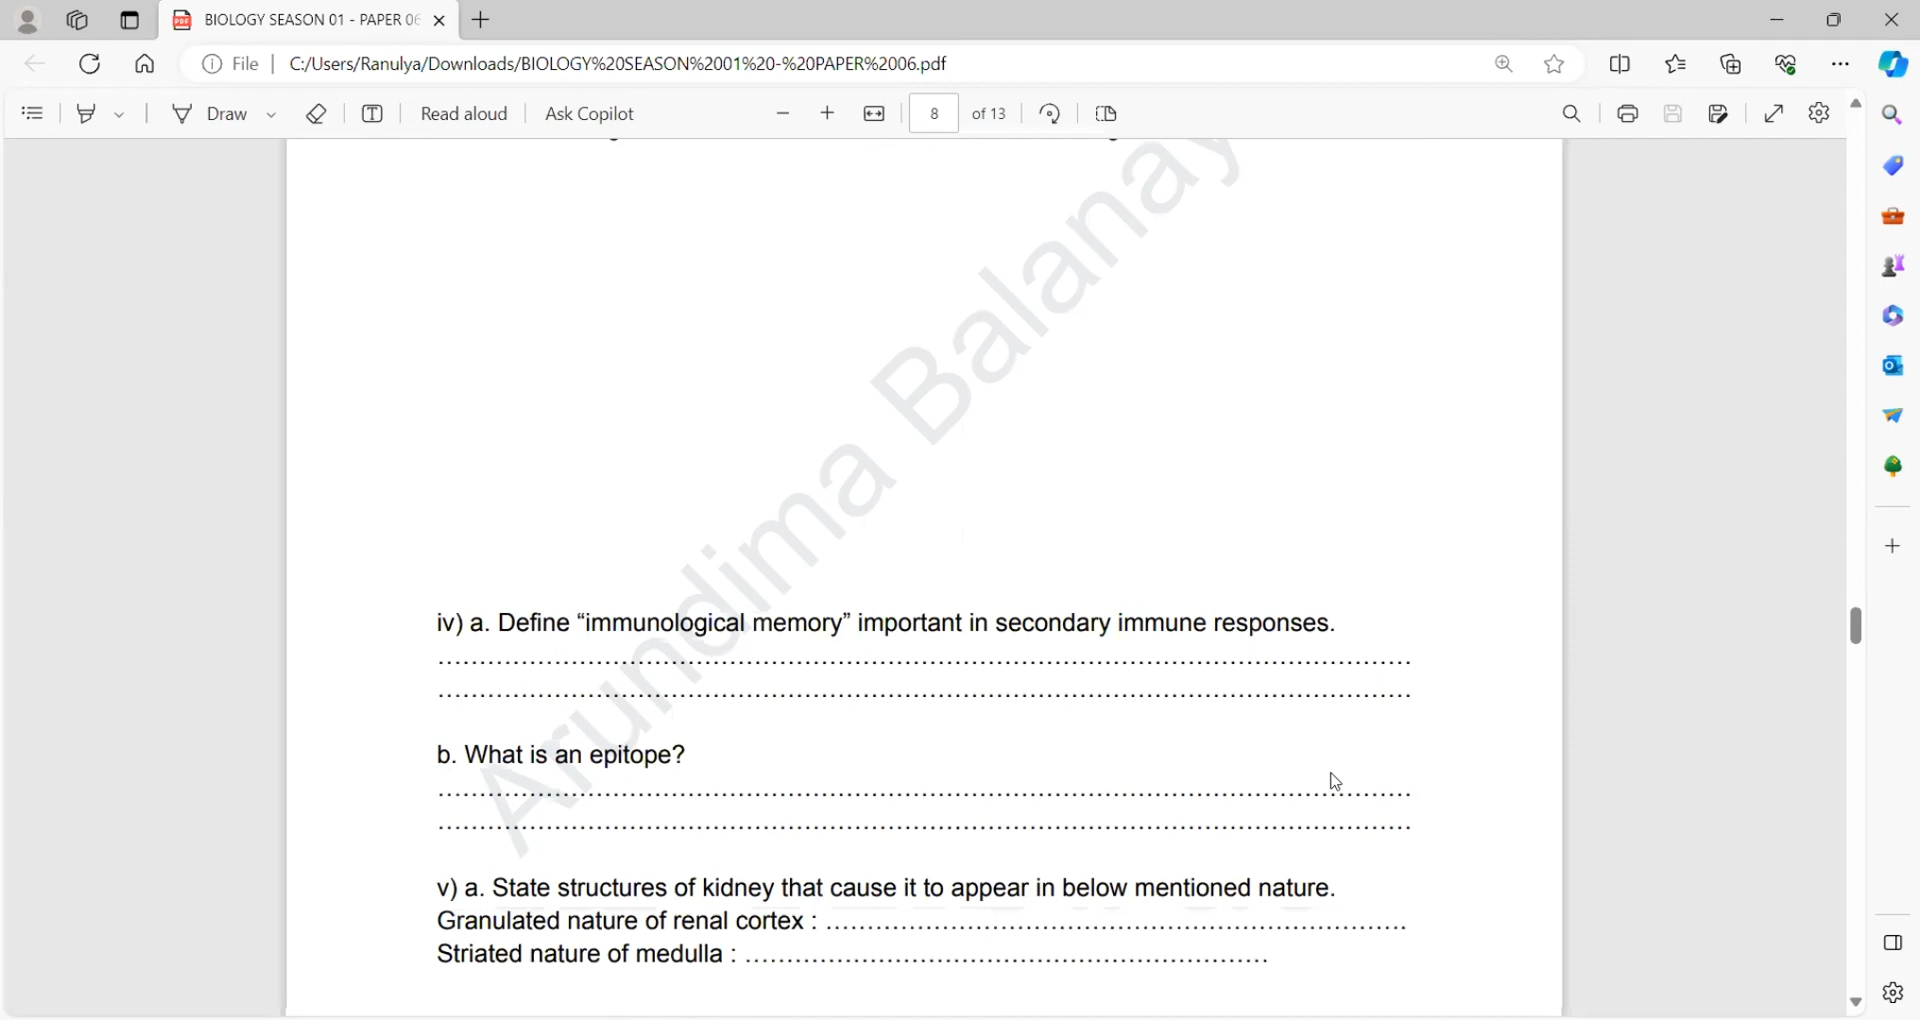 BIOLOGY SEASON 01 - PAPER 06
File
C:/Users/Ranulya/Downloads/BIOLOGY%20SEASON%2001%20-%20PAPER%2006.pdf
Draw
Read aloud
Ask Copilot
8
of 13
Arundima Balanay
iv) a. Define “immunological memory” important in secondary immune responses.
b. What is an epitope?
v) a. State structures of kidney that cause it to appear in below mentioned nature.
Granulated nature of renal cortex : ..............................
Striated nature of medulla : ..............................